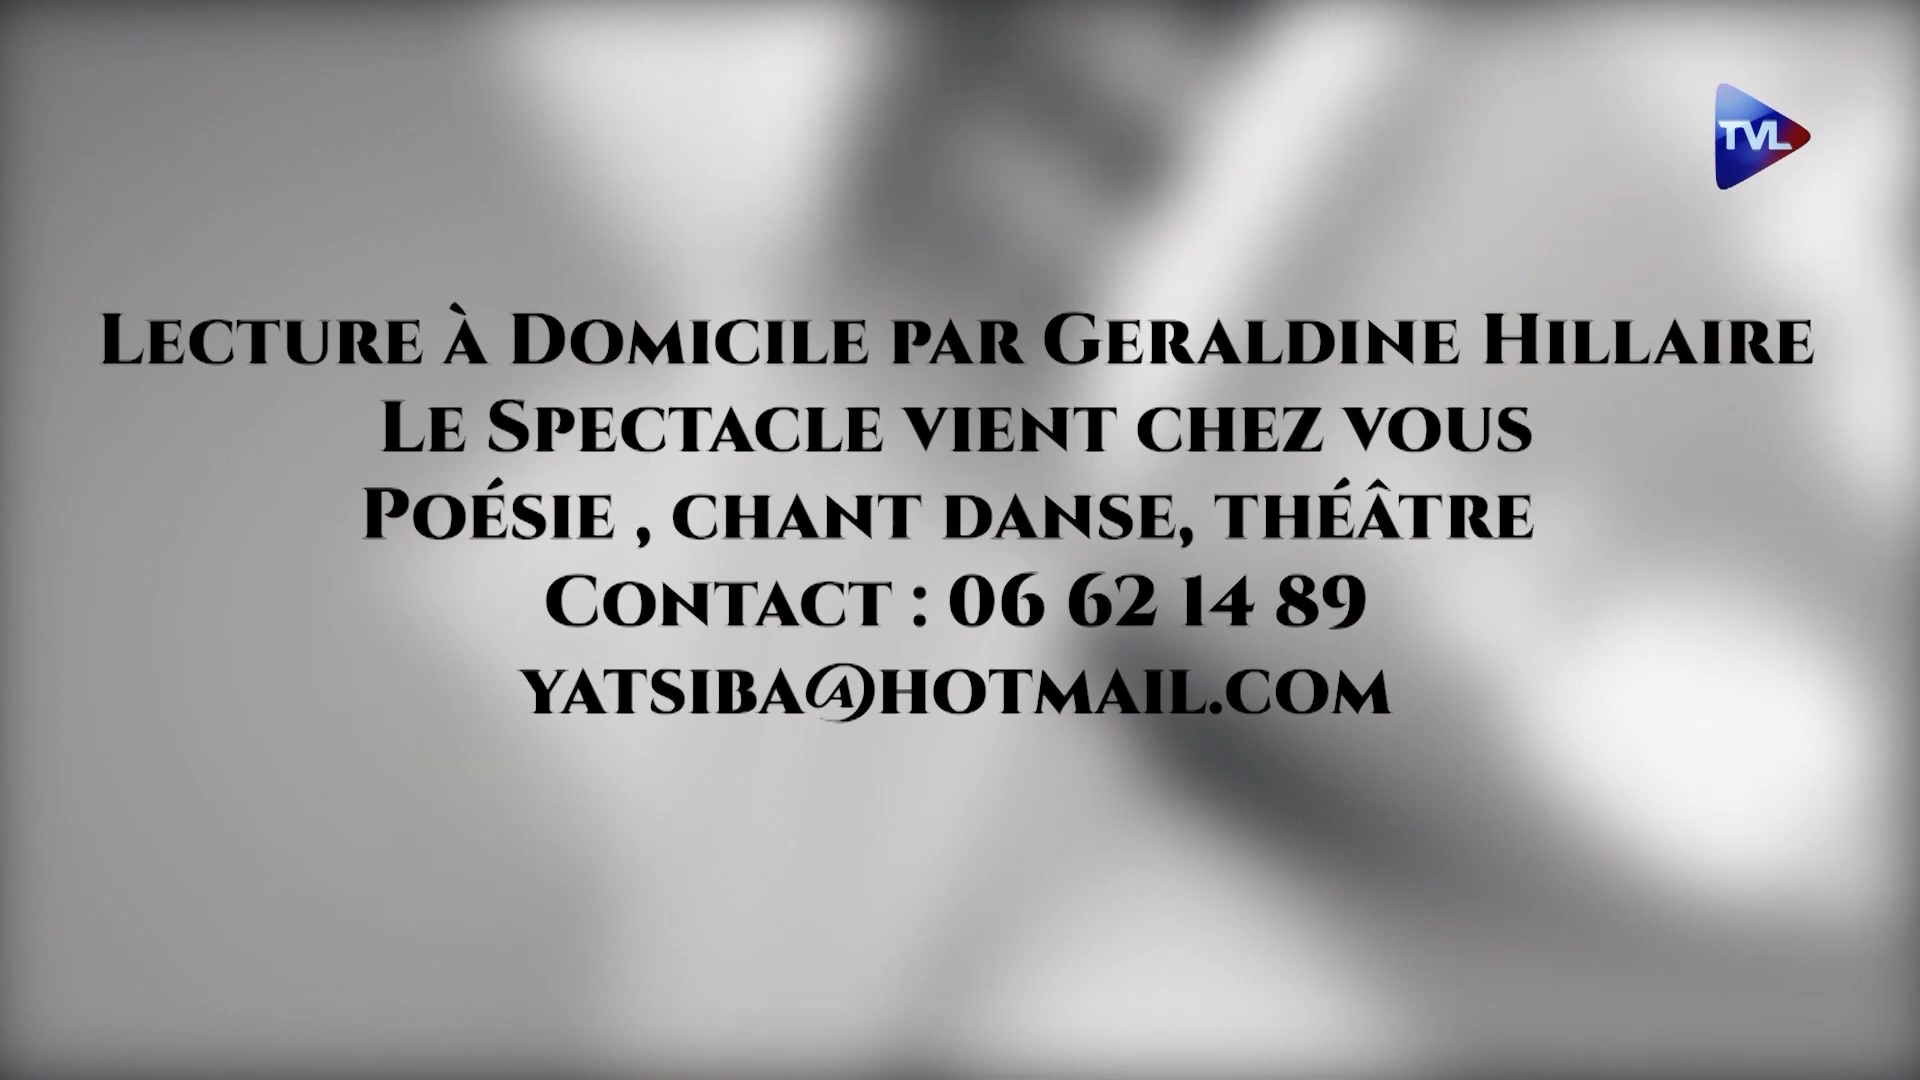 TVL
Lecture à Domicile par Geraldine Hillaire
Le Spectacle vient chez vous
Poésie , chant danse, théâtre
Contact : 06 62 14 89
yatsiba@hotmail.com